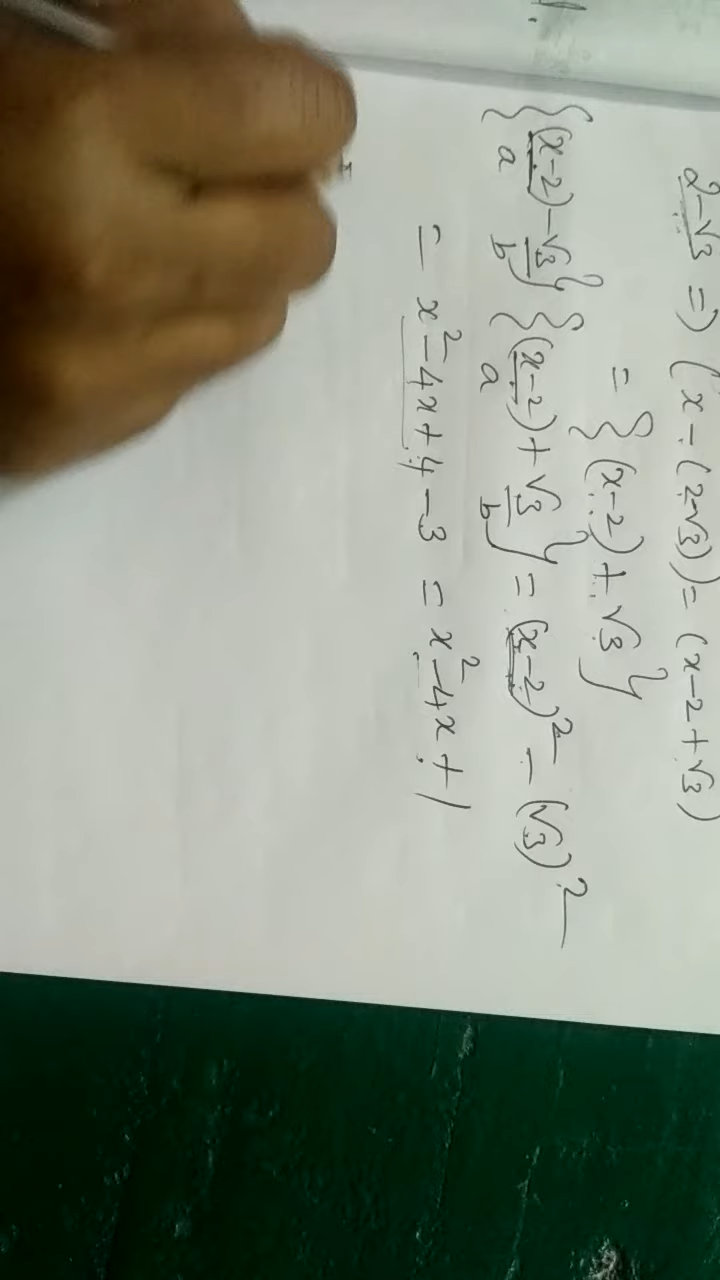 2-√3 ⇒ (x-(2-√3)) = (x-2+√3)
= {(x-2)+√3}
{(x-2)-√3} {(x-2)+√3} = (x-2)² - (√3)²
a b a b
= x²-4x+4-3 = x²-4x+1